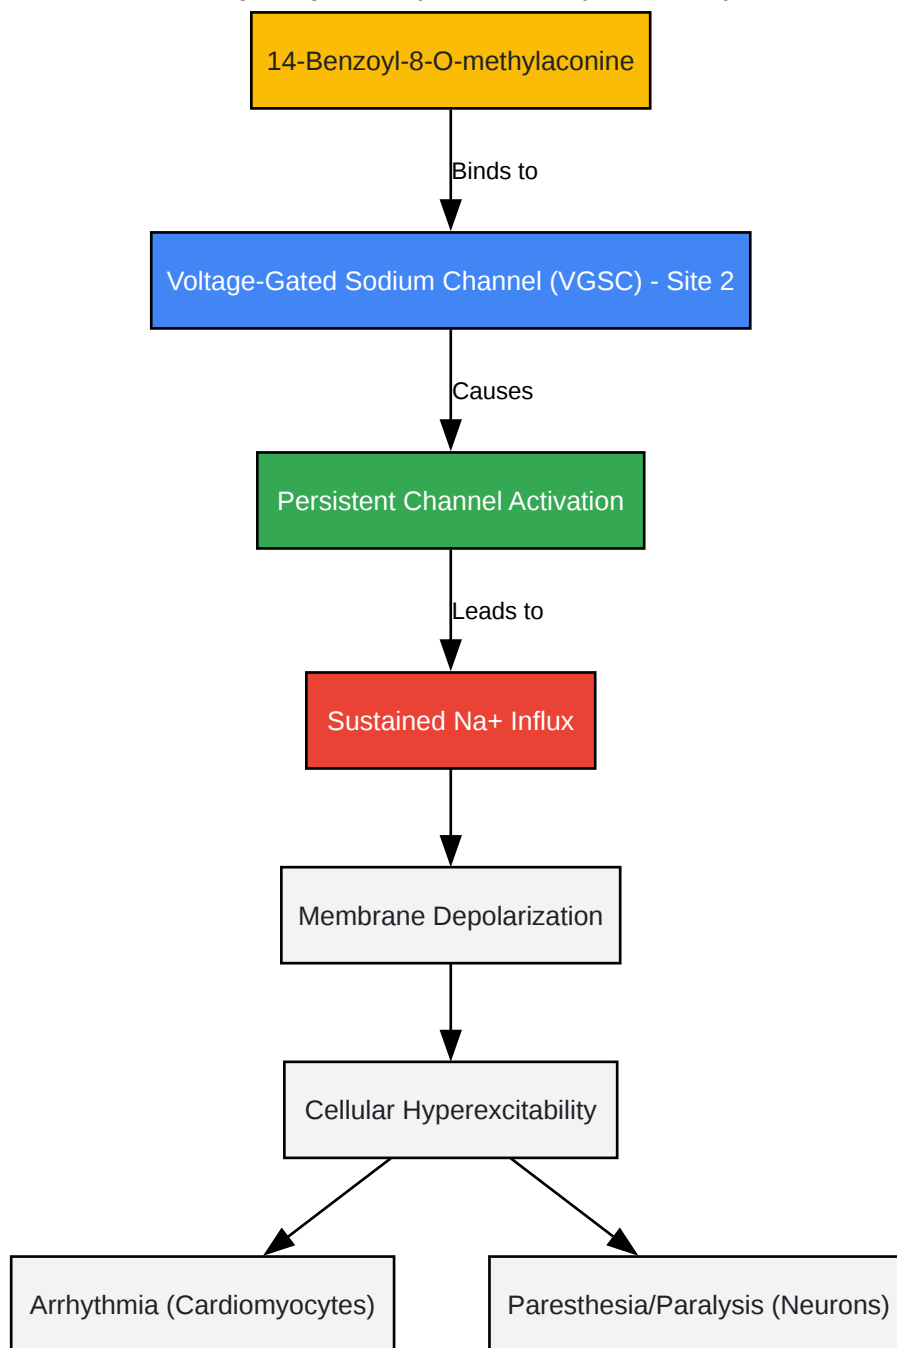 14-Benzoyl-8-O-methylaconine
Binds to
Voltage-Gated Sodium Channel (VGSC) - Site 2
Causes
Persistent Channel Activation
Leads to
Sustained Na+ Influx
Membrane Depolarization
Cellular Hyperexcitability
Arrhythmia (Cardiomyocytes)
Paresthesia/Paralysis (Neurons)